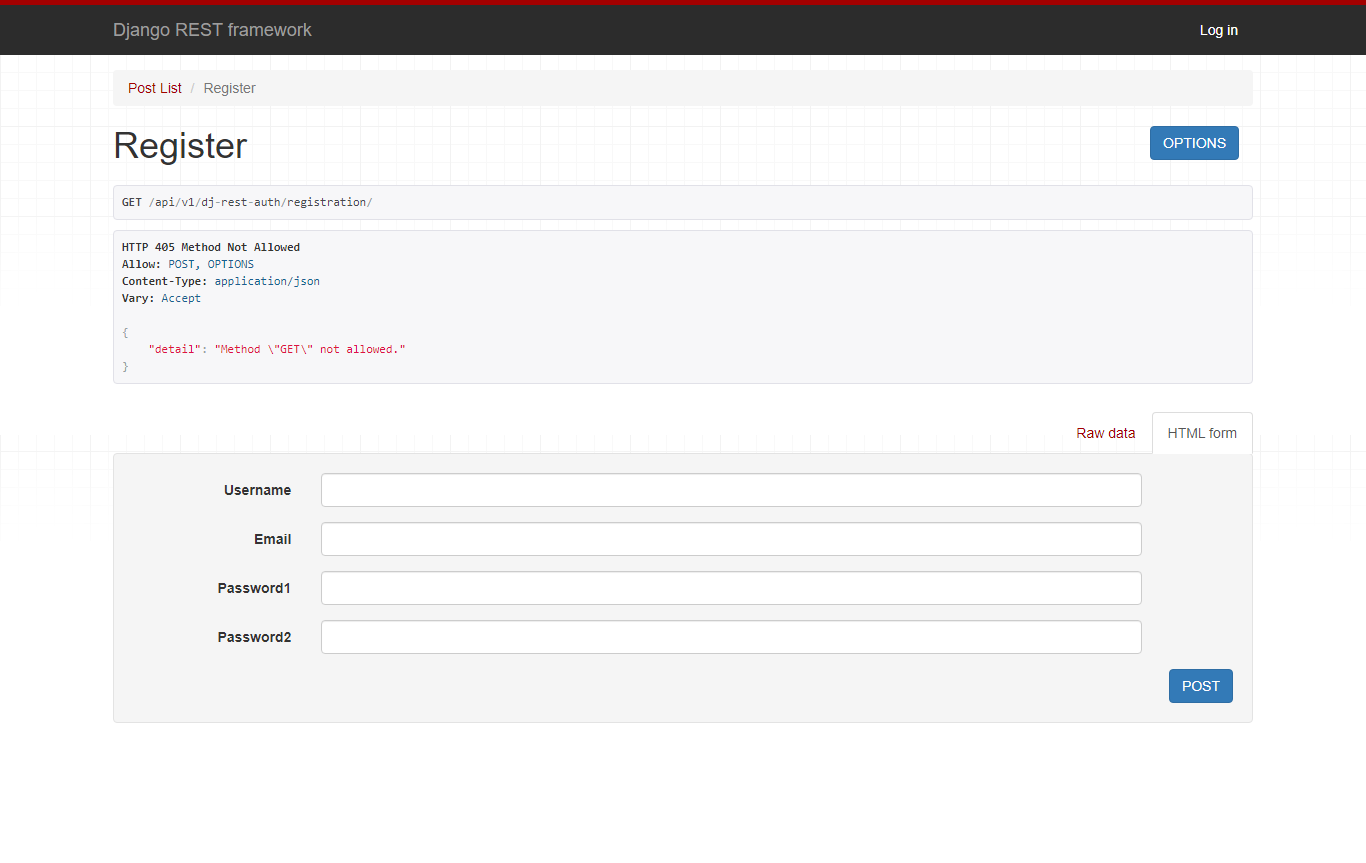 Django REST framework
Log in
Post List / Register
Register
OPTIONS
GET /api/v1/dj-rest-auth/registration/
HTTP 405 Method Not Allowed
Allow: POST, OPTIONS
Content-Type: application/json
Vary: Accept
{
"detail": "Method \"GET\" not allowed."
}
Raw data
HTML form
Username
Email
Password1
Password2
POST